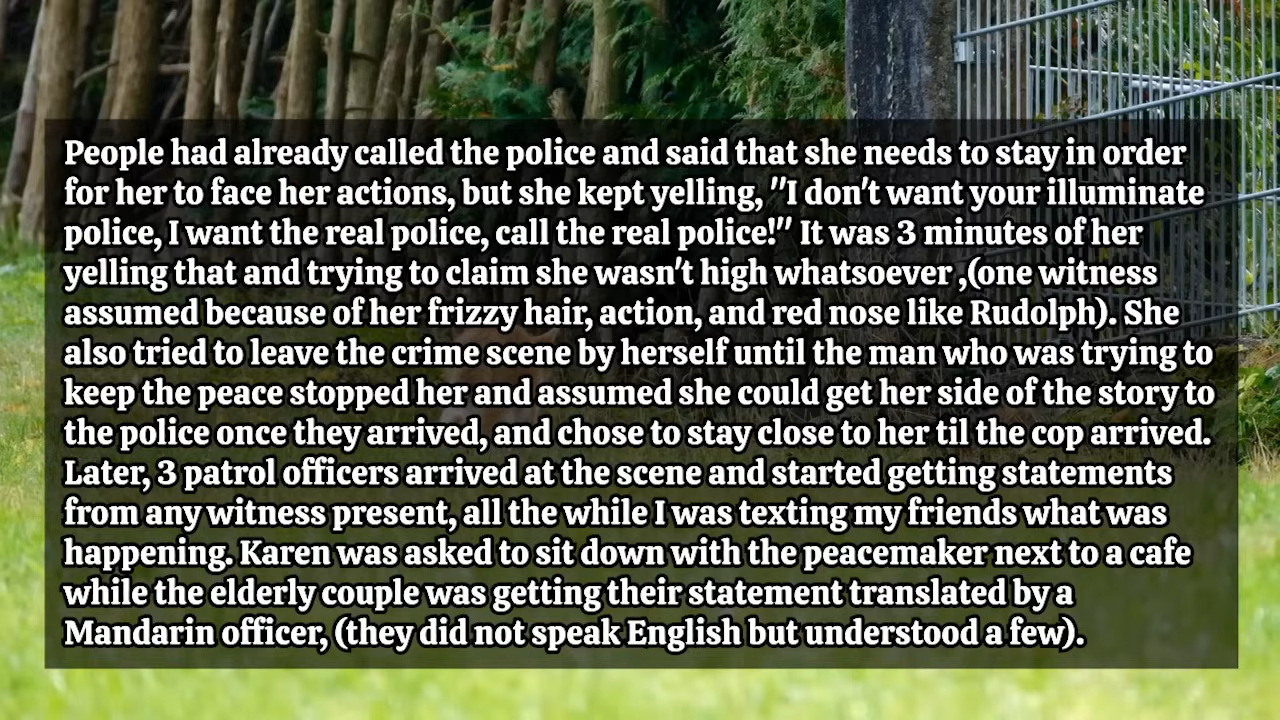 People had already called the police and said that she needs to stay in order
for her to face her actions, but she kept yelling, "I don't want your illuminate
police, I want the real police, call the real police!" It was 3 minutes of her
yelling that and trying to claim she wasn't high whatsoever ,(one witness
assumed because of her frizzy hair, action, and red nose like Rudolph). She
also tried to leave the crime scene by herself until the man who was trying to
keep the peace stopped her and assumed she could get her side of the story to
the police once they arrived, and chose to stay close to her til the cop arrived.
Later, 3 patrol officers arrived at the scene and started getting statements
from any witness present, all the while I was texting my friends what was
happening. Karen was asked to sit down with the peacemaker next to a cafe
while the elderly couple was getting their statement translated by a
Mandarin officer, (they did not speak English but understood a few).